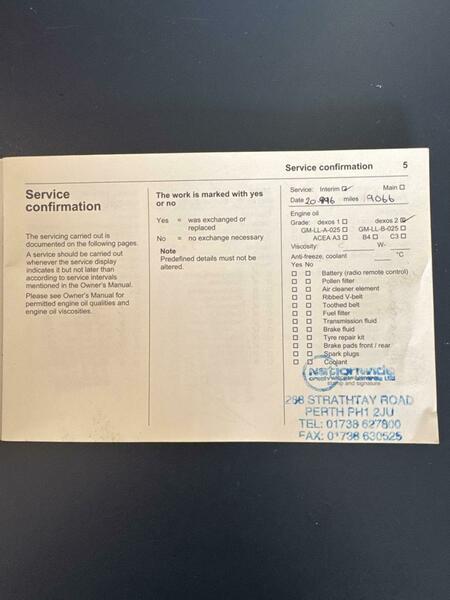 Service confirmation 5
Service
confirmation
The servicing carried out is
documented on the following pages.
A service should be carried out
whenever the service display
indicates it but not later than
according to service intervals
mentioned in the Owner's Manual.
Please see Owner's Manual for
permitted engine oil qualities and
engine oil viscosities.
The work is marked with yes
or no
Yes = was exchanged or
replaced
No = no exchange necessary
Note
Predefined details must not be
altered.
Service: Interim ☑ Main ☐
Date miles 19066
Engine oil
Grade: dexos 1 ☐ dexos 2 ☑
GM-LL-A-025 ☐ GM-LL-B-025 ☐
ACEA A3 ☐ B4 ☐ C3 ☐
Viscosity: W-
Anti-freeze, coolant °C
Yes No
☐ ☐ Battery (radio remote control)
☐ ☐ Pollen filter
☐ ☐ Air cleaner element
☐ ☐ Ribbed V-belt
☐ ☐ Toothed belt
☐ ☐ Fuel filter
☐ ☐ Transmission fluid
☐ ☐ Brake fluid
☐ ☐ Tyre repair kit
☐ ☐ Brake pads front / rear
☐ ☐ Spark plugs
☐ ☐ Coolant
Nationwide
stamp and signature
288 STRATHTAY ROAD
PERTH PH1 2JU
TEL: 01738 627800
FAX: 01738 630525